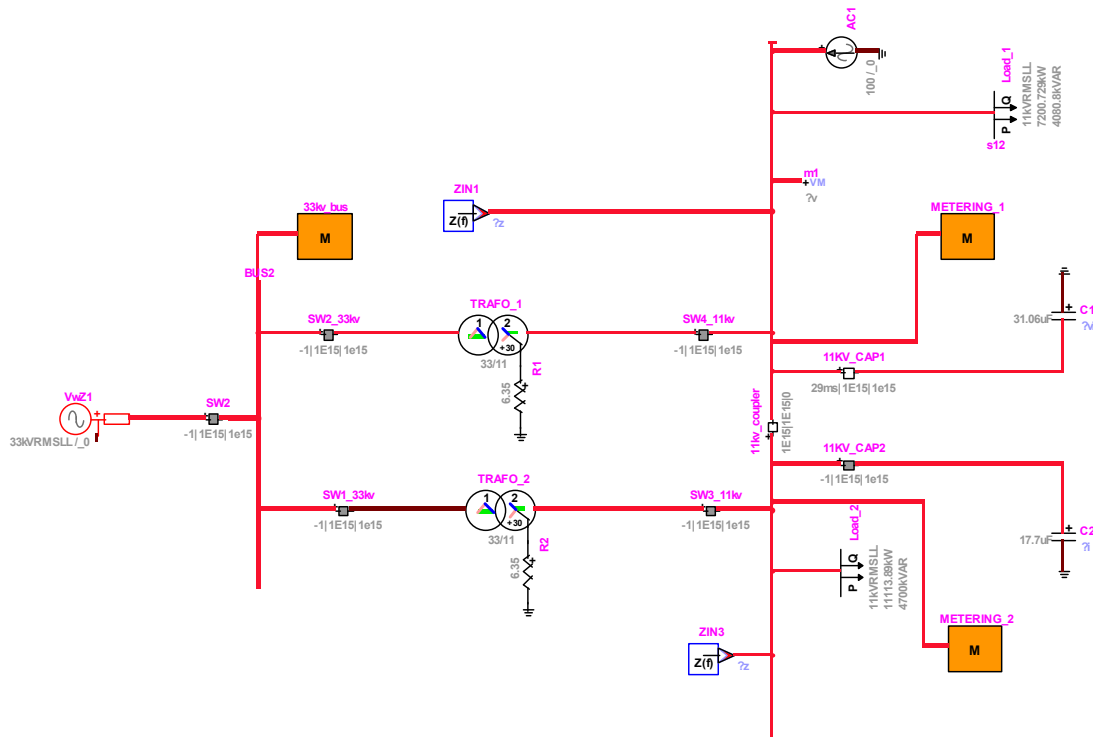 AC1
100 /_0
Load_1
11kVRMSLL
7200.729kW
4080.8kVAR
Q
P
s12
m1
+VM
?v
ZIN1
Z(f)
?z
33kv_bus
M
METERING_1
M
BUS2
SW2_33kv
-1|1E15|1e15
TRAFO_1
1
2
+30
33/11
R1
6.35
+
SW4_11kv
-1|1E15|1e15
C1
31.06uF
+
11KV_CAP1
29ms|1E15|1e15
VwZ1
+
33kVRMSLL /_0
SW2
-1|1E15|1e15
11kv_coupler
1E15|1E15|0
11KV_CAP2
-1|1E15|1e15
SW1_33kv
-1|1E15|1e15
TRAFO_2
1
2
+30
33/11
R2
6.35
+
SW3_11kv
-1|1E15|1e15
Load_2
11kVRMSLL
11113.89kW
4700kVAR
Q
P
C2
17.7uF
+
?i
METERING_2
M
ZIN3
Z(f)
?z